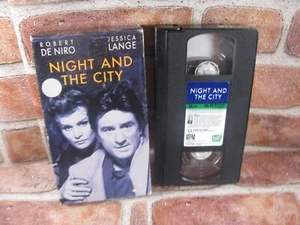 ROBERT
DE NIRO
JESSICA
LANGE
NIGHT AND
THE CITY
NIGHT AND
THE CITY